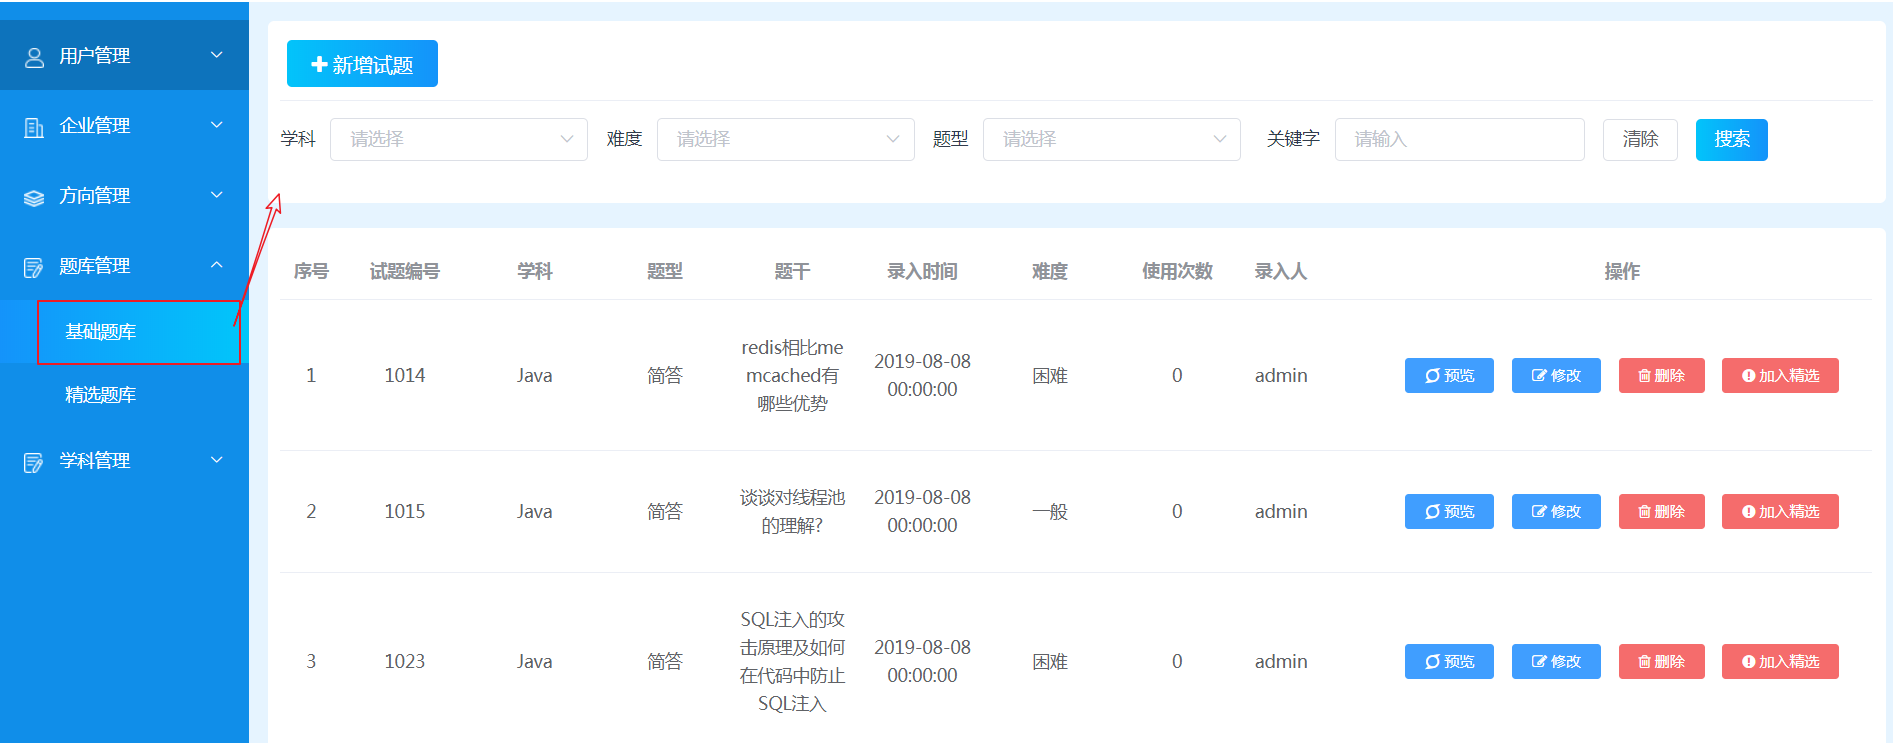 用户管理
企业管理
方向管理
题库管理
基础题库
精选题库
学科管理
新增试题
学科 请选择 难度 请选择 题型 请选择 关键字 请输入 清除 搜索
序号 试题编号 学科 题型 题干 录入时间 难度 使用次数 录入人 操作
1 1014 Java 简答 redis相比me
mcached有
哪些优势 2019-08-08
00:00:00 困难 0 admin 预览 修改 删除 加入精选
2 1015 Java 简答 谈谈对线程池
的理解? 2019-08-08
00:00:00 一般 0 admin 预览 修改 删除 加入精选
3 1023 Java 简答 SQL注入的攻
击原理及如何
在代码中防止
SQL注入 2019-08-08
00:00:00 困难 0 admin 预览 修改 删除 加入精选